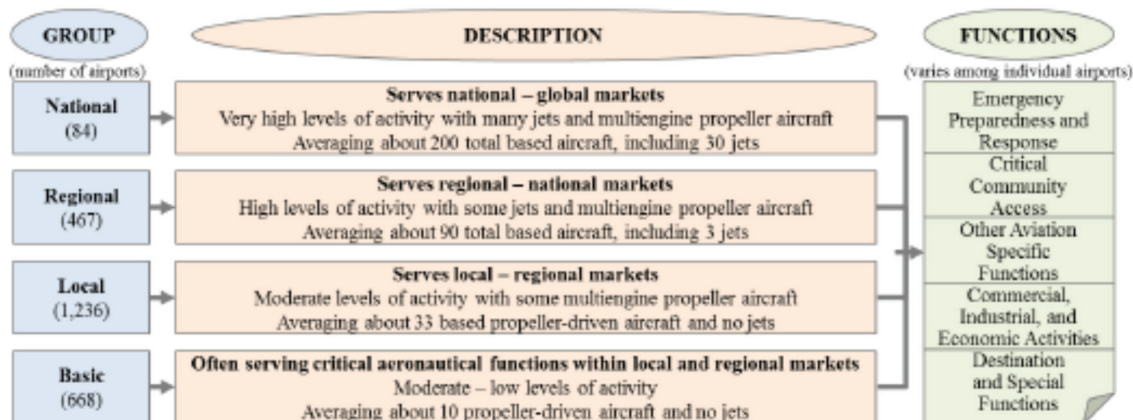 GROUP
(number of airports)
DESCRIPTION
FUNCTIONS
(varies among individual airports)
National
(84)
Serves national – global markets
Very high levels of activity with many jets and multiengine propeller aircraft
Averaging about 200 total based aircraft, including 30 jets
Regional
(467)
Serves regional – national markets
High levels of activity with some jets and multiengine propeller aircraft
Averaging about 90 total based aircraft, including 3 jets
Local
(1,236)
Serves local – regional markets
Moderate levels of activity with some multiengine propeller aircraft
Averaging about 33 based propeller-driven aircraft and no jets
Basic
(668)
Often serving critical aeronautical functions within local and regional markets
Moderate – low levels of activity
Averaging about 10 propeller-driven aircraft and no jets
Emergency
Preparedness and
Response
Critical
Community
Access
Other Aviation
Specific
Functions
Commercial,
Industrial, and
Economic Activities
Destination
and Special
Functions